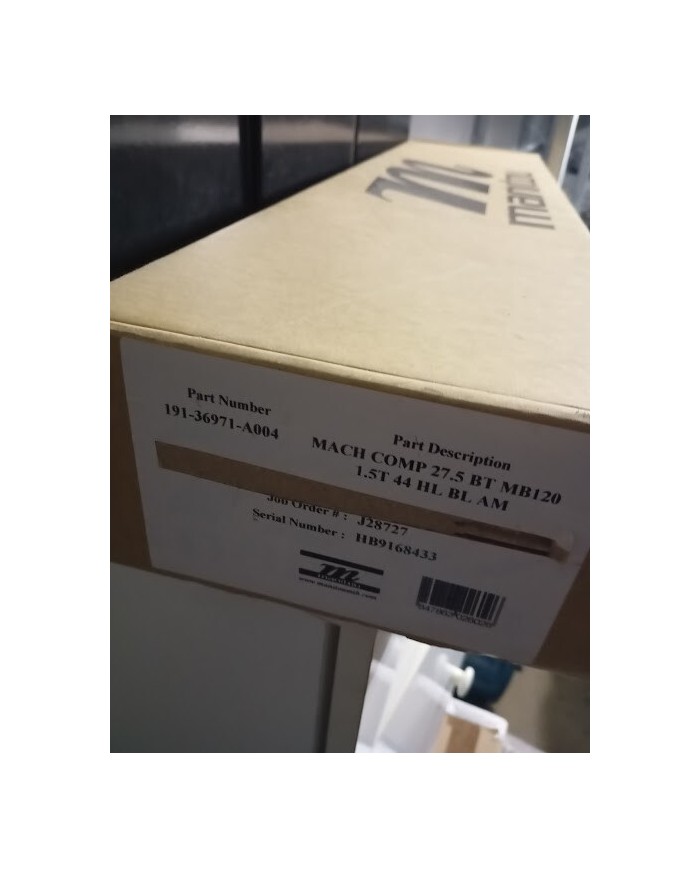 m
manitou
Part Number
191-36971-A004
Part Description
MACH COMP 27.5 BT MB120
1.5T 44 HL BL AM
Job Order # : J28727
Serial Number : HB9168433
m